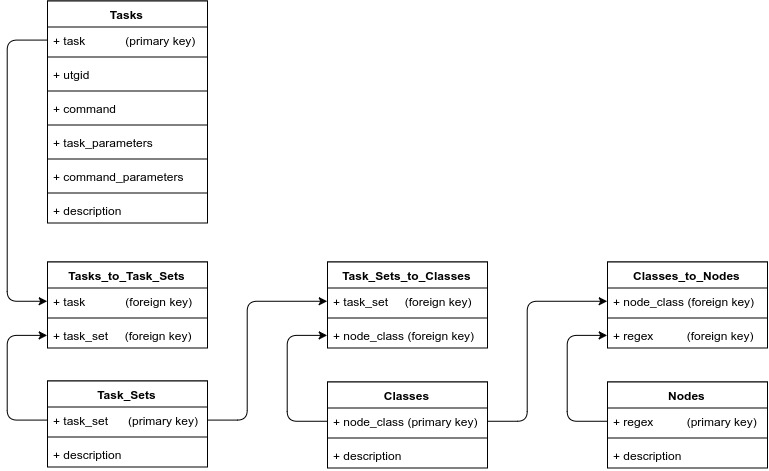 Tasks
+ task (primary key)
+ utgid
+ command
+ task_parameters
+ command_parameters
+ description
Tasks_to_Task_Sets
+ task (foreign key)
+ task_set (foreign key)
Task_Sets
+ task_set (primary key)
+ description
Task_Sets_to_Classes
+ task_set (foreign key)
+ node_class (foreign key)
Classes
+ node_class (primary key)
+ description
Classes_to_Nodes
+ node_class (foreign key)
+ regex (foreign key)
Nodes
+ regex (primary key)
+ description